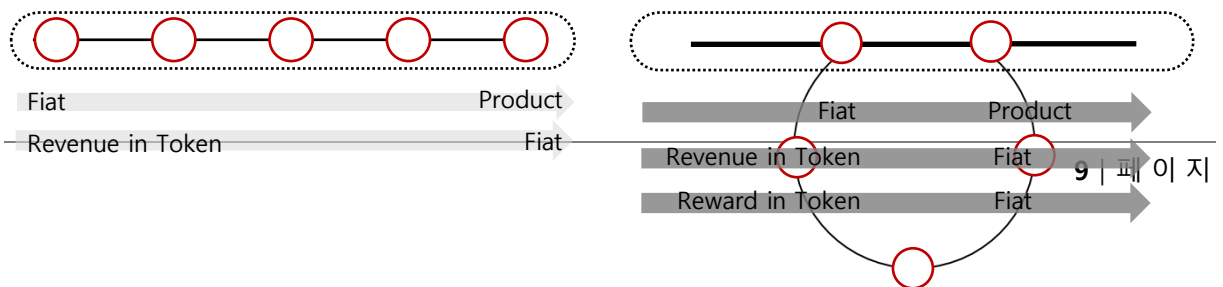 Fiat Product
Revenue in Token Fiat
Fiat Product
Revenue in Token Fiat
Reward in Token Fiat
9 | 페 이 지